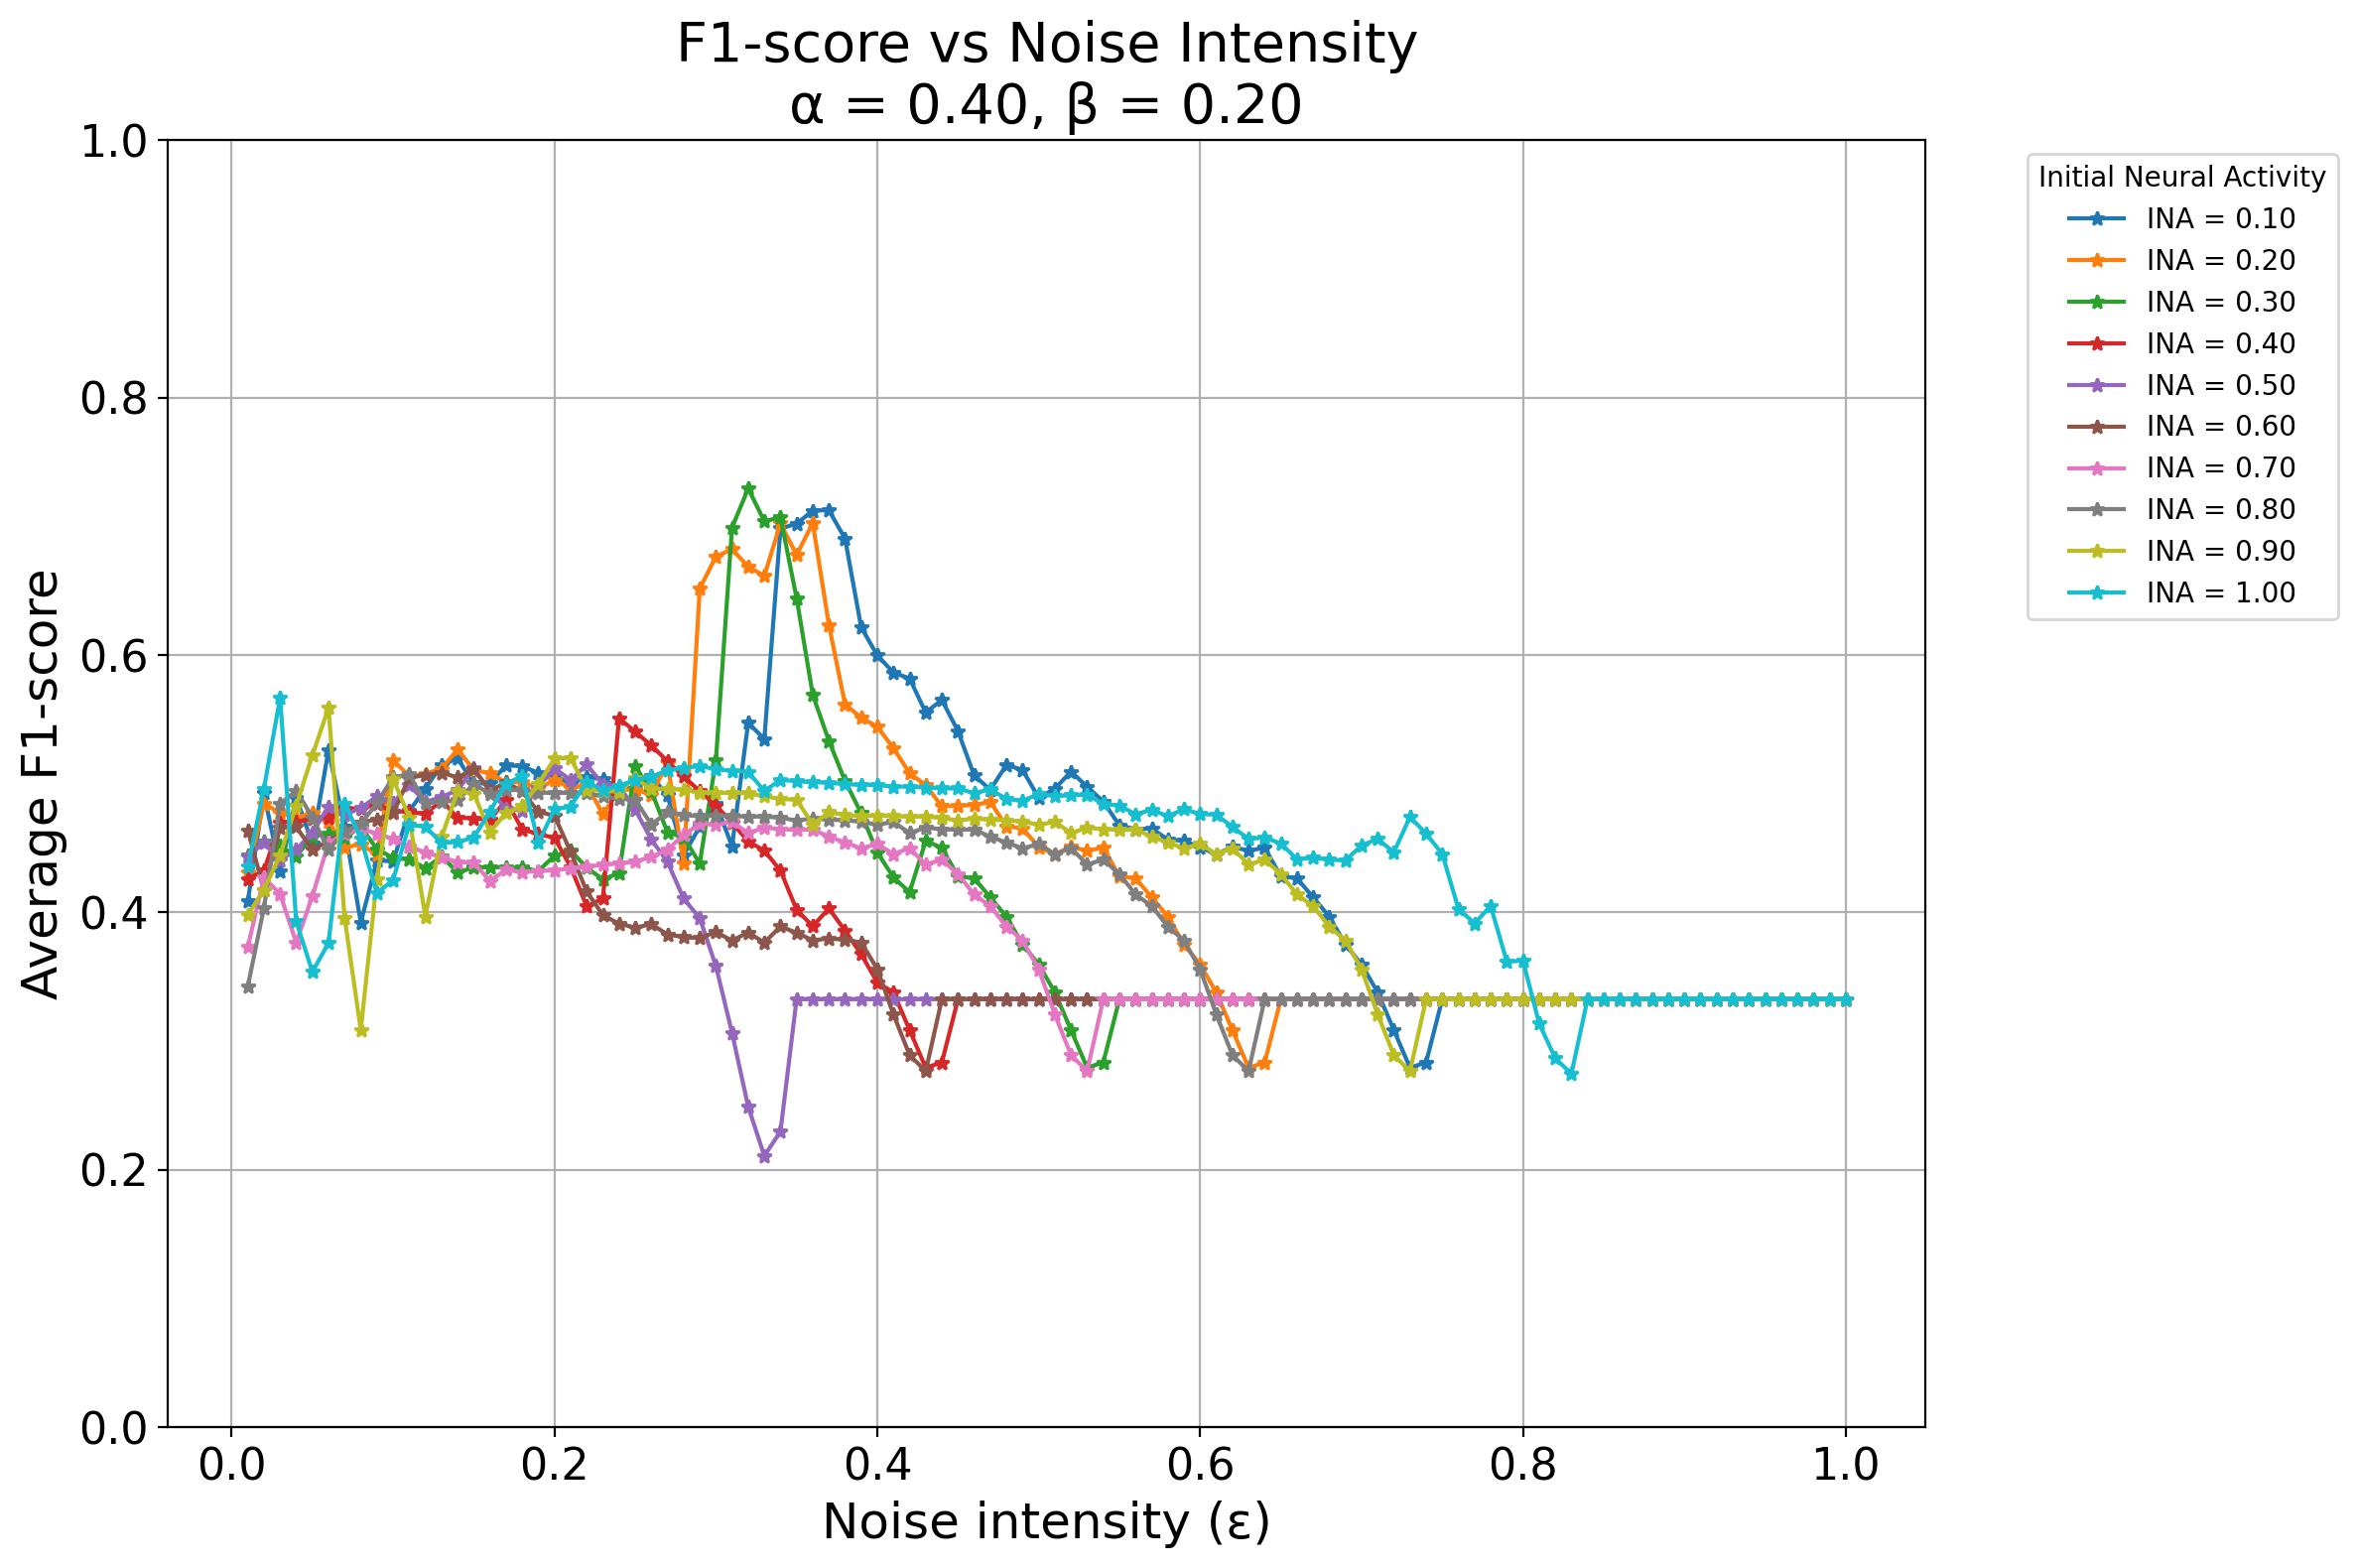 F1-score vs Noise Intensity
α = 0.40, β = 0.20
1.0
0.8
0.6
0.4
0.2
0.0
Average F1-score
0.0 0.2 0.4 0.6 0.8 1.0
Noise intensity (ε)
Initial Neural Activity
INA = 0.10
INA = 0.20
INA = 0.30
INA = 0.40
INA = 0.50
INA = 0.60
INA = 0.70
INA = 0.80
INA = 0.90
INA = 1.00